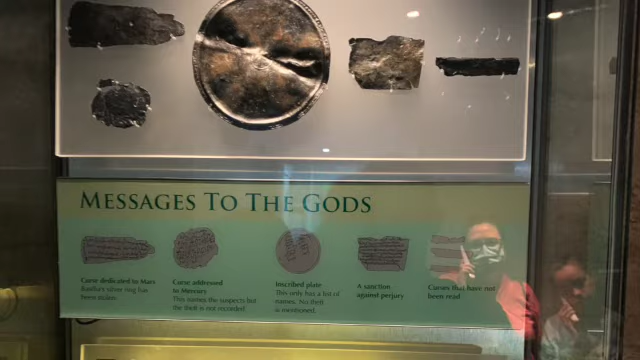 MESSAGES TO THE GODS
Curse dedicated to Mars
Basilia's silver ring has
been stolen
Curse addressed
to Mercury
This names the suspects but
the theft is not recorded
Inscribed plate
This only has a list of
names. No theft
is mentioned.
A sanction
against perjury
Curses that have not
been read